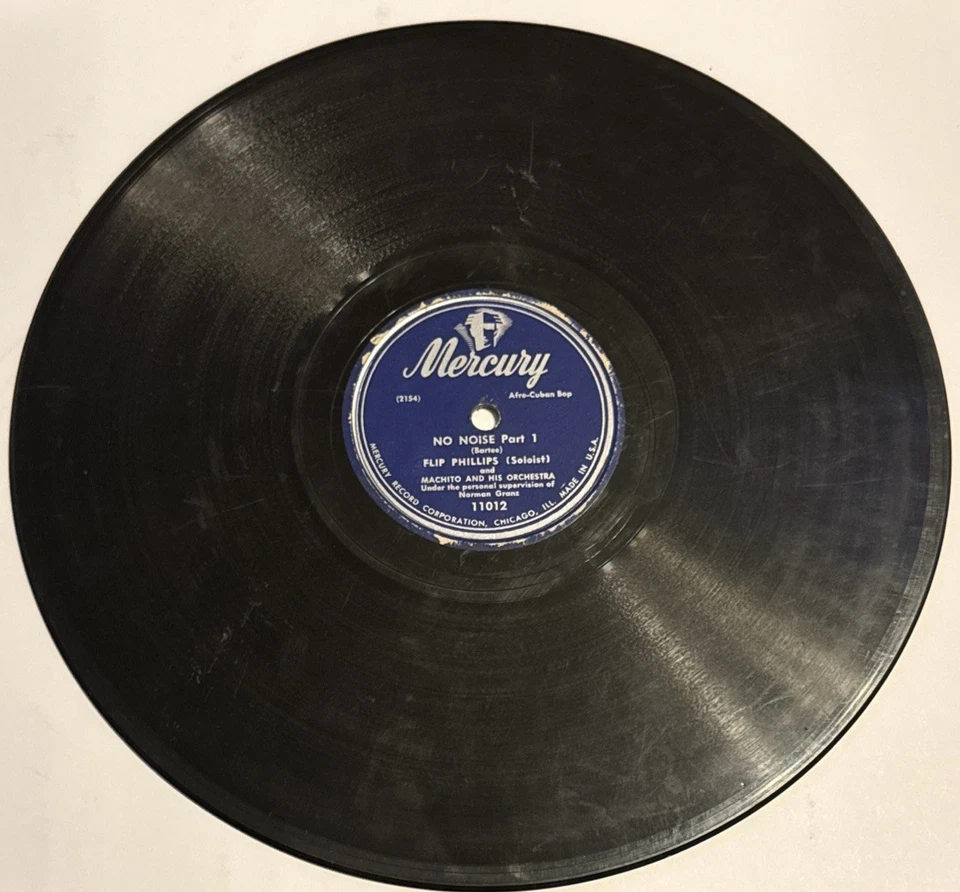 Mercury
(2154) Afro-Cuban Bop
NO NOISE Part 1
(Bartee)
FLIP PHILLIPS (Soloist)
and
MACHITO AND HIS ORCHESTRA
Under the personal supervision of
Norman Granz
11012
MERCURY RECORD CORPORATION, CHICAGO, ILL. MADE IN U.S.A.